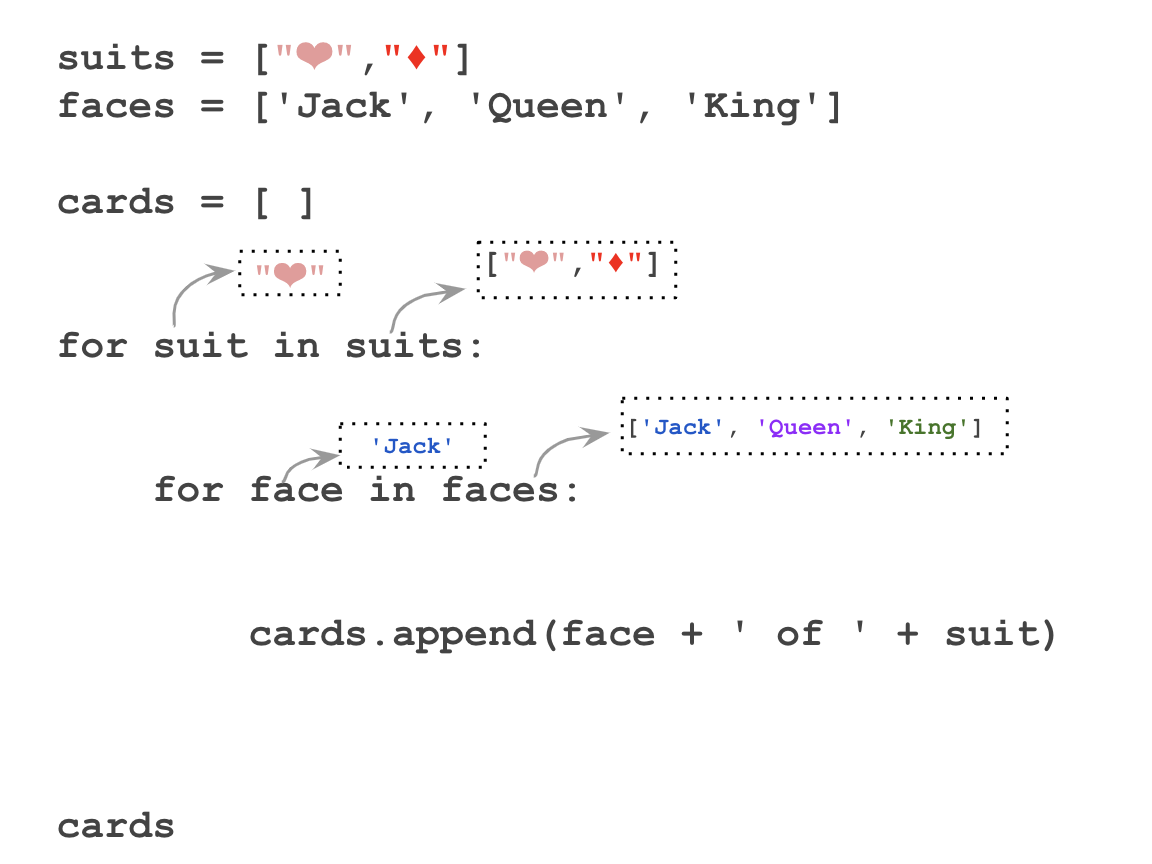 suits = ["❤","♦"]
faces = ['Jack', 'Queen', 'King']
cards = [ ]
"❤"
["❤","♦"]
for suit in suits:
'Jack'
['Jack', 'Queen', 'King']
for face in faces:
cards.append(face + ' of ' + suit)
cards